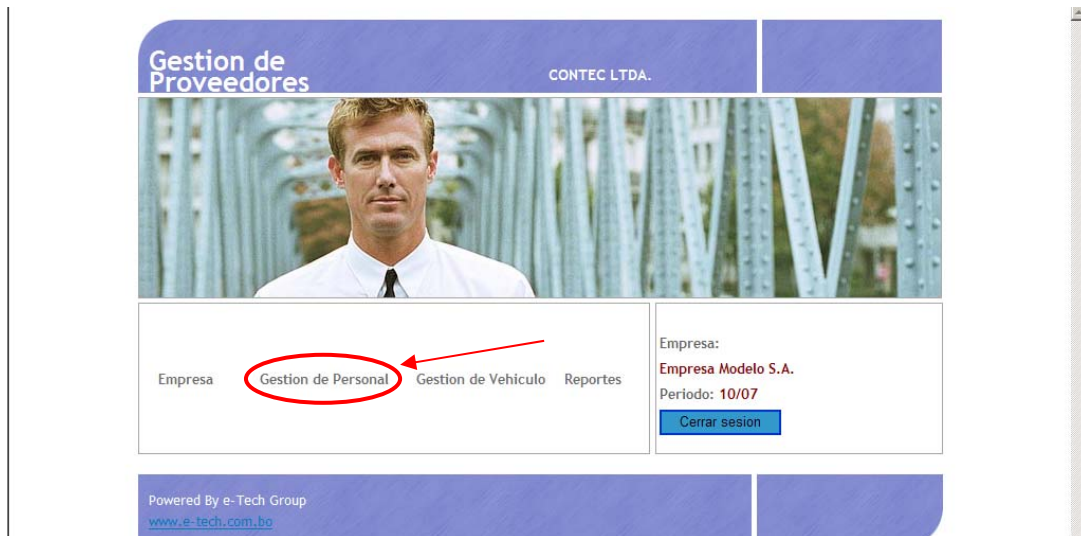 Gestion de
Proveedores
CONTEC LTDA.
Empresa
Gestion de Personal
Gestion de Vehiculo
Reportes
Empresa:
Empresa Modelo S.A.
Periodo: 10/07
Cerrar sesion
Powered By e-Tech Group
www.e-tech.com.bo